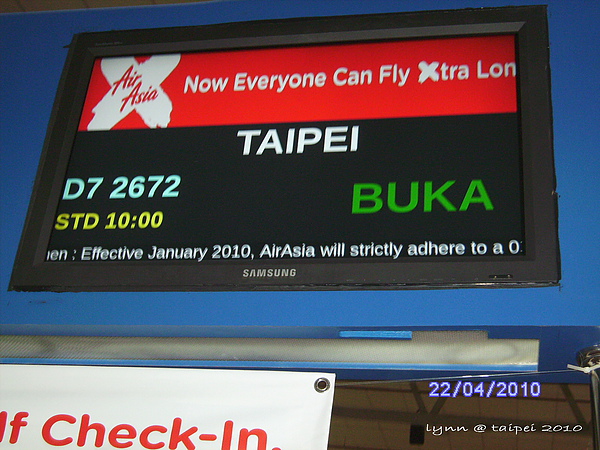 Air Asia X
Now Everyone Can Fly Xtra Lon
TAIPEI
D7 2672
BUKA
STD 10:00
en : Effective January 2010, AirAsia will strictly adhere to a 0
SAMSUNG
lf Check-In.
22/04/2010
lynn @ taipei 2010